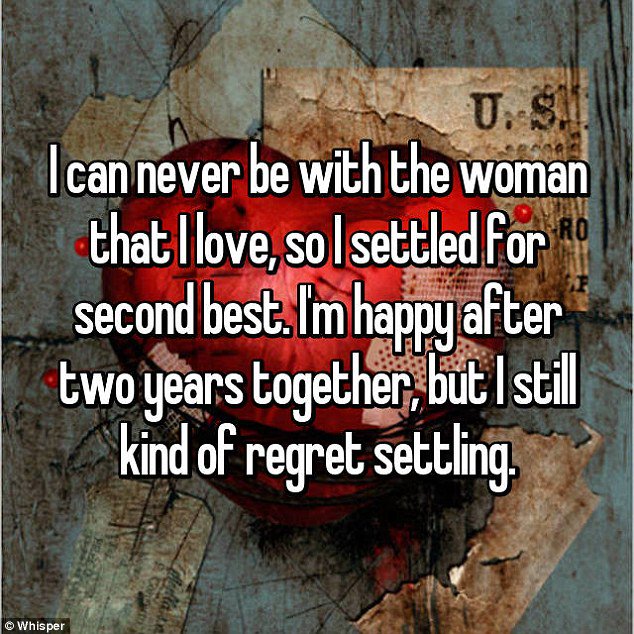 U.S.
RO
I can never be with the woman
that I love, so I settled for
second best. I'm happy after
two years together, but I still
kind of regret settling.
© Whisper